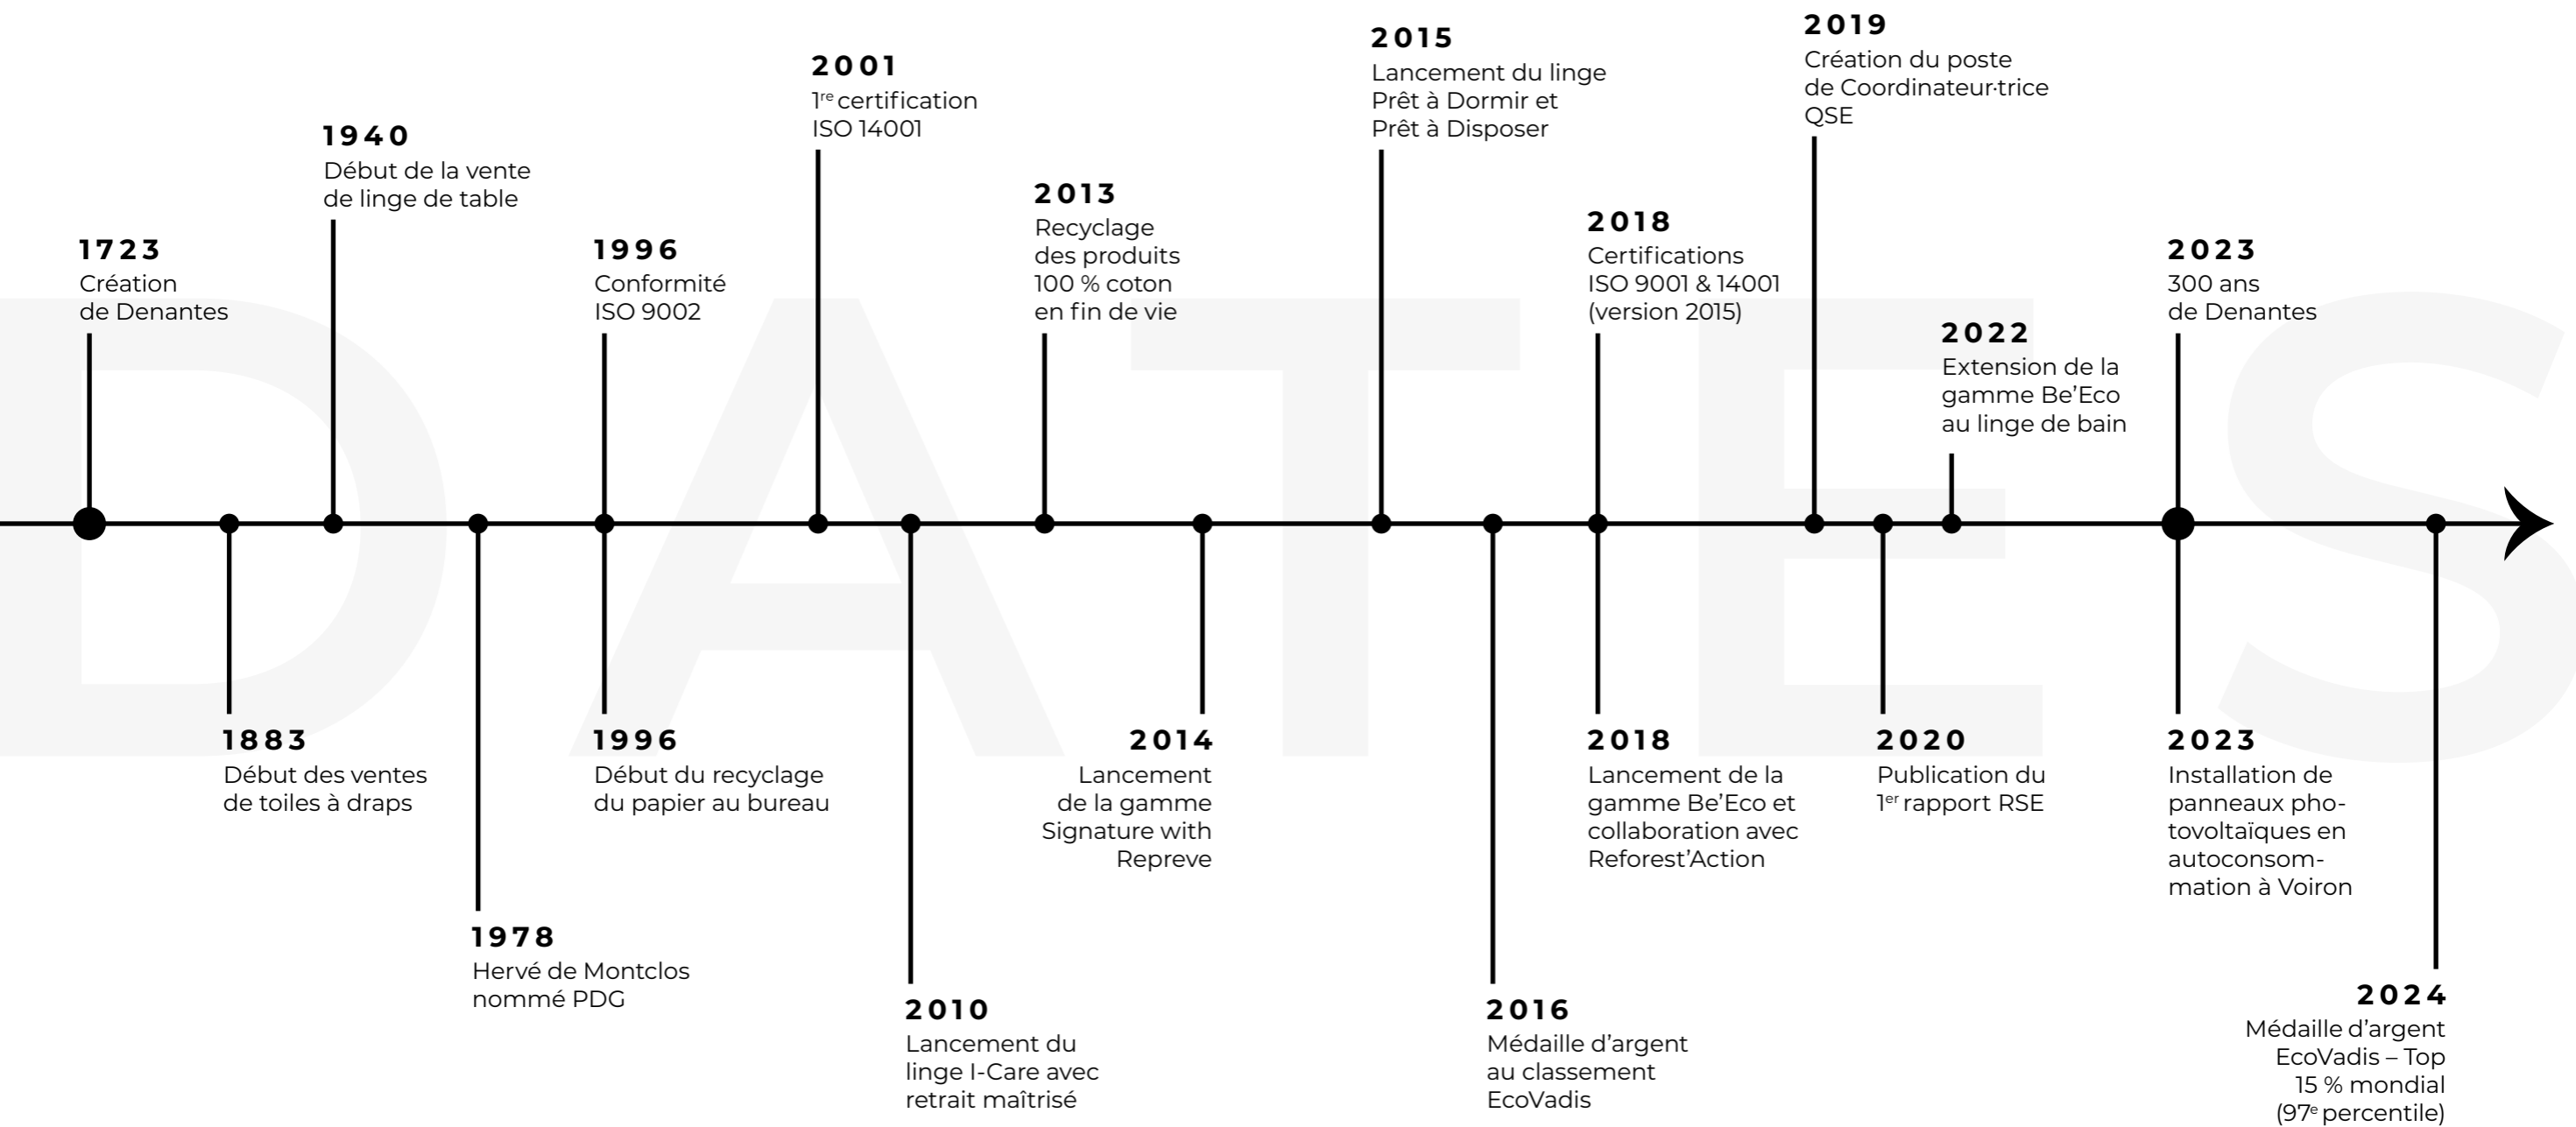 DATES
1723
Création
de Denantes
1883
Début des ventes
de toiles à draps
1940
Début de la vente
de linge de table
1978
Hervé de Montclos
nommé PDG
1996
Conformité
ISO 9002
1996
Début du recyclage
du papier au bureau
2001
1re certification
ISO 14001
2010
Lancement du
linge I-Care avec
retrait maîtrisé
2013
Recyclage
des produits
100 % coton
en fin de vie
2014
Lancement
de la gamme
Signature with
Repreve
2015
Lancement du linge
Prêt à Dormir et
Prêt à Disposer
2016
Médaille d’argent
au classement
EcoVadis
2018
Certifications
ISO 9001 & 14001
(version 2015)
2018
Lancement de la
gamme Be’Eco et
collaboration avec
Reforest’Action
2019
Création du poste
de Coordinateur·trice
QSE
2020
Publication du
1er rapport RSE
2022
Extension de la
gamme Be’Eco
au linge de bain
2023
300 ans
de Denantes
2023
Installation de
panneaux pho-
tovoltaïques en
autoconsom-
mation à Voiron
2024
Médaille d’argent
EcoVadis – Top
15 % mondial
(97e percentile)